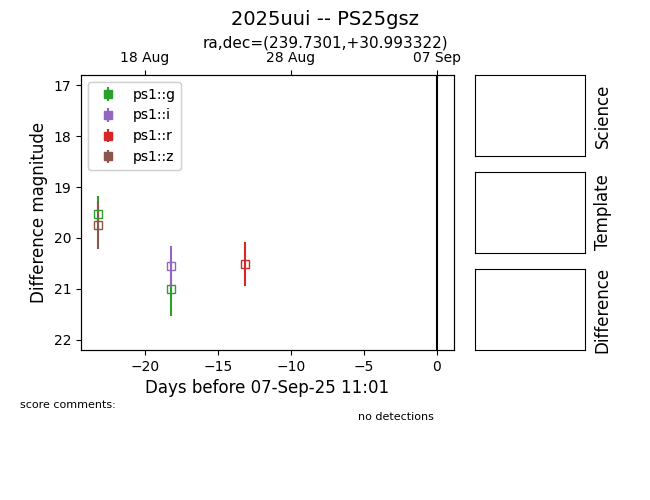 2025uui -- PS25gsz
ra,dec=(239.7301,+30.993322)
18 Aug 28 Aug 07 Sep
17
18
19
20
21
22
Difference magnitude
ps1::g
ps1::i
ps1::r
ps1::z
−20 −15 −10 −5 0
Days before 07-Sep-25 11:01
Science
Template
Difference
score comments:
no detections